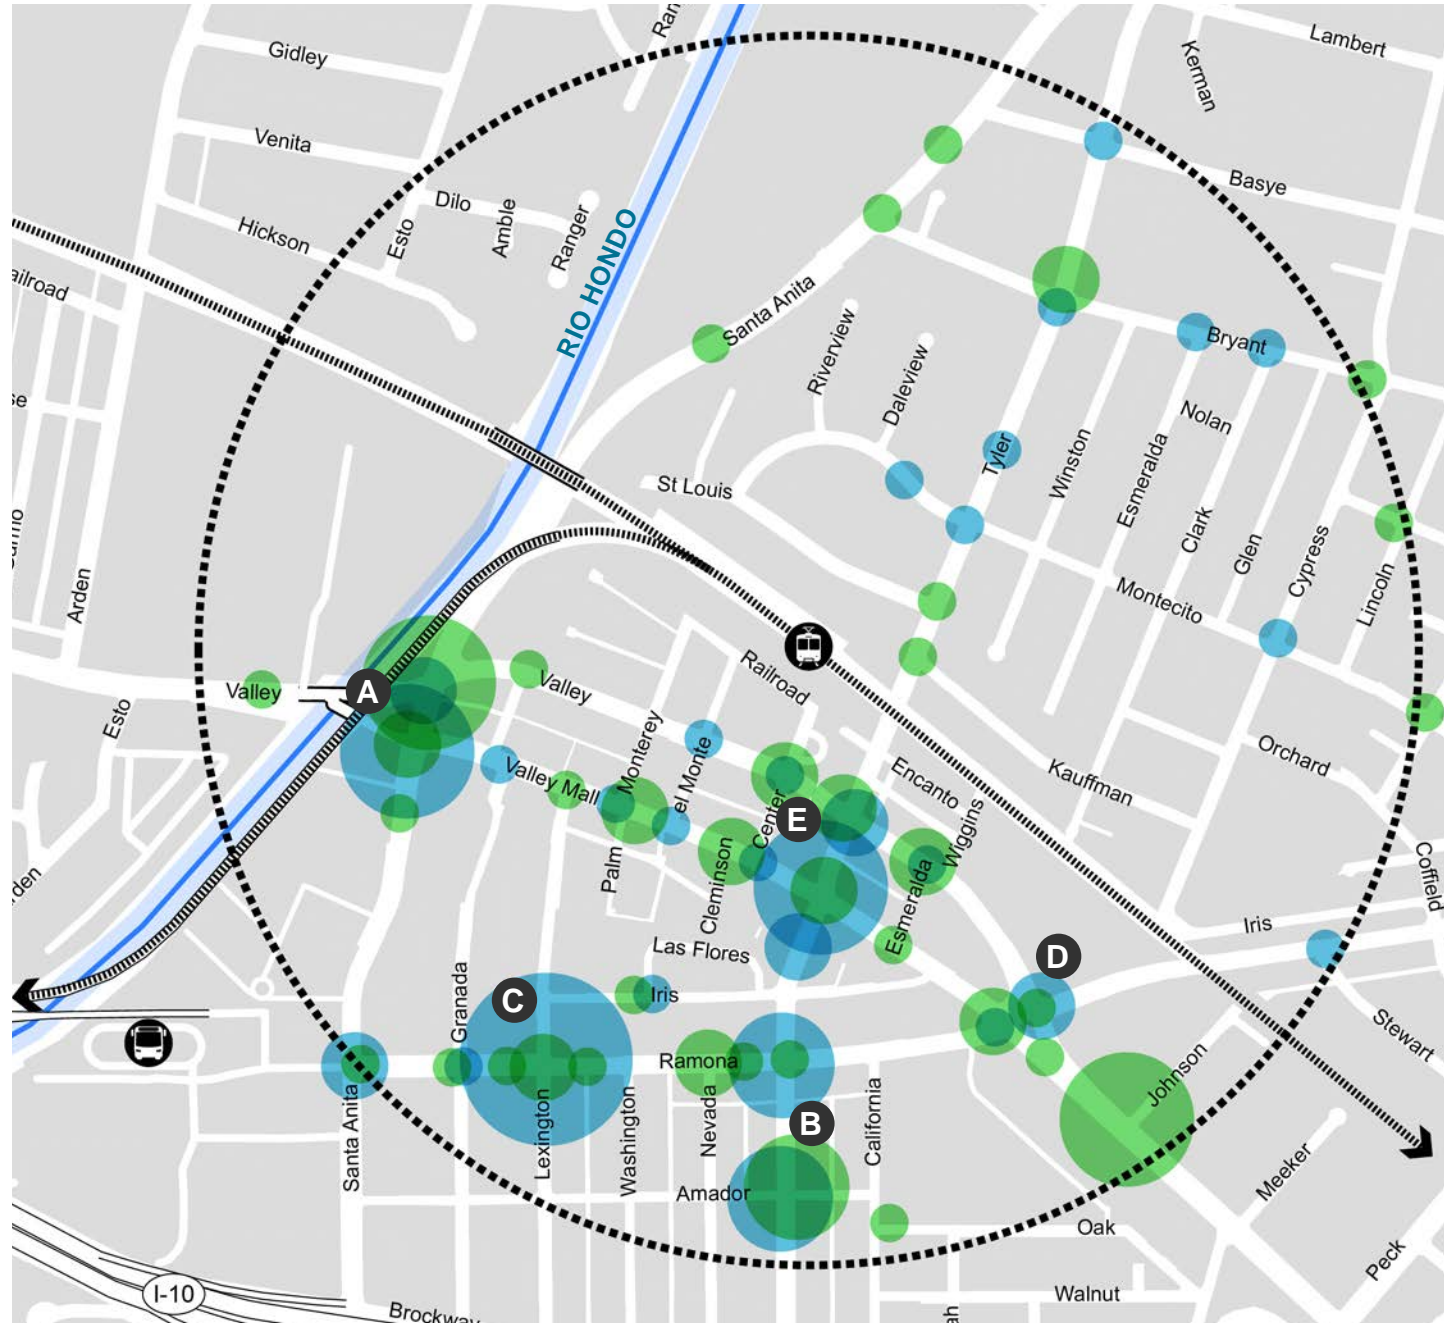 Lambert
Kerman
Gidley
Venita
Basye
Dilo
Amble
Ranger
Esto
Hickson
RIO HONDO
Santa Anita
Riverview
Daleview
Bryant
Nolan
St Louis
Tyler
Winston
Esmeralda
Clark
Glen
Cypress
Lincoln
Montecito
Arden
Valley
A
Valley
Railroad
Esto
Monterey
el Monte
Valley Mall
Encanto
Kauffman
Orchard
Center
E
Wiggins
Palm
Cleminson
Esmeralda
Coffield
Las Flores
Iris
D
Granada
C
Iris
Stewart
Ramona
Johnson
Santa Anita
Lexington
Washington
Nevada
B
California
Meeker
Amador
Oak
Peck
I-10
Walnut
Brockway